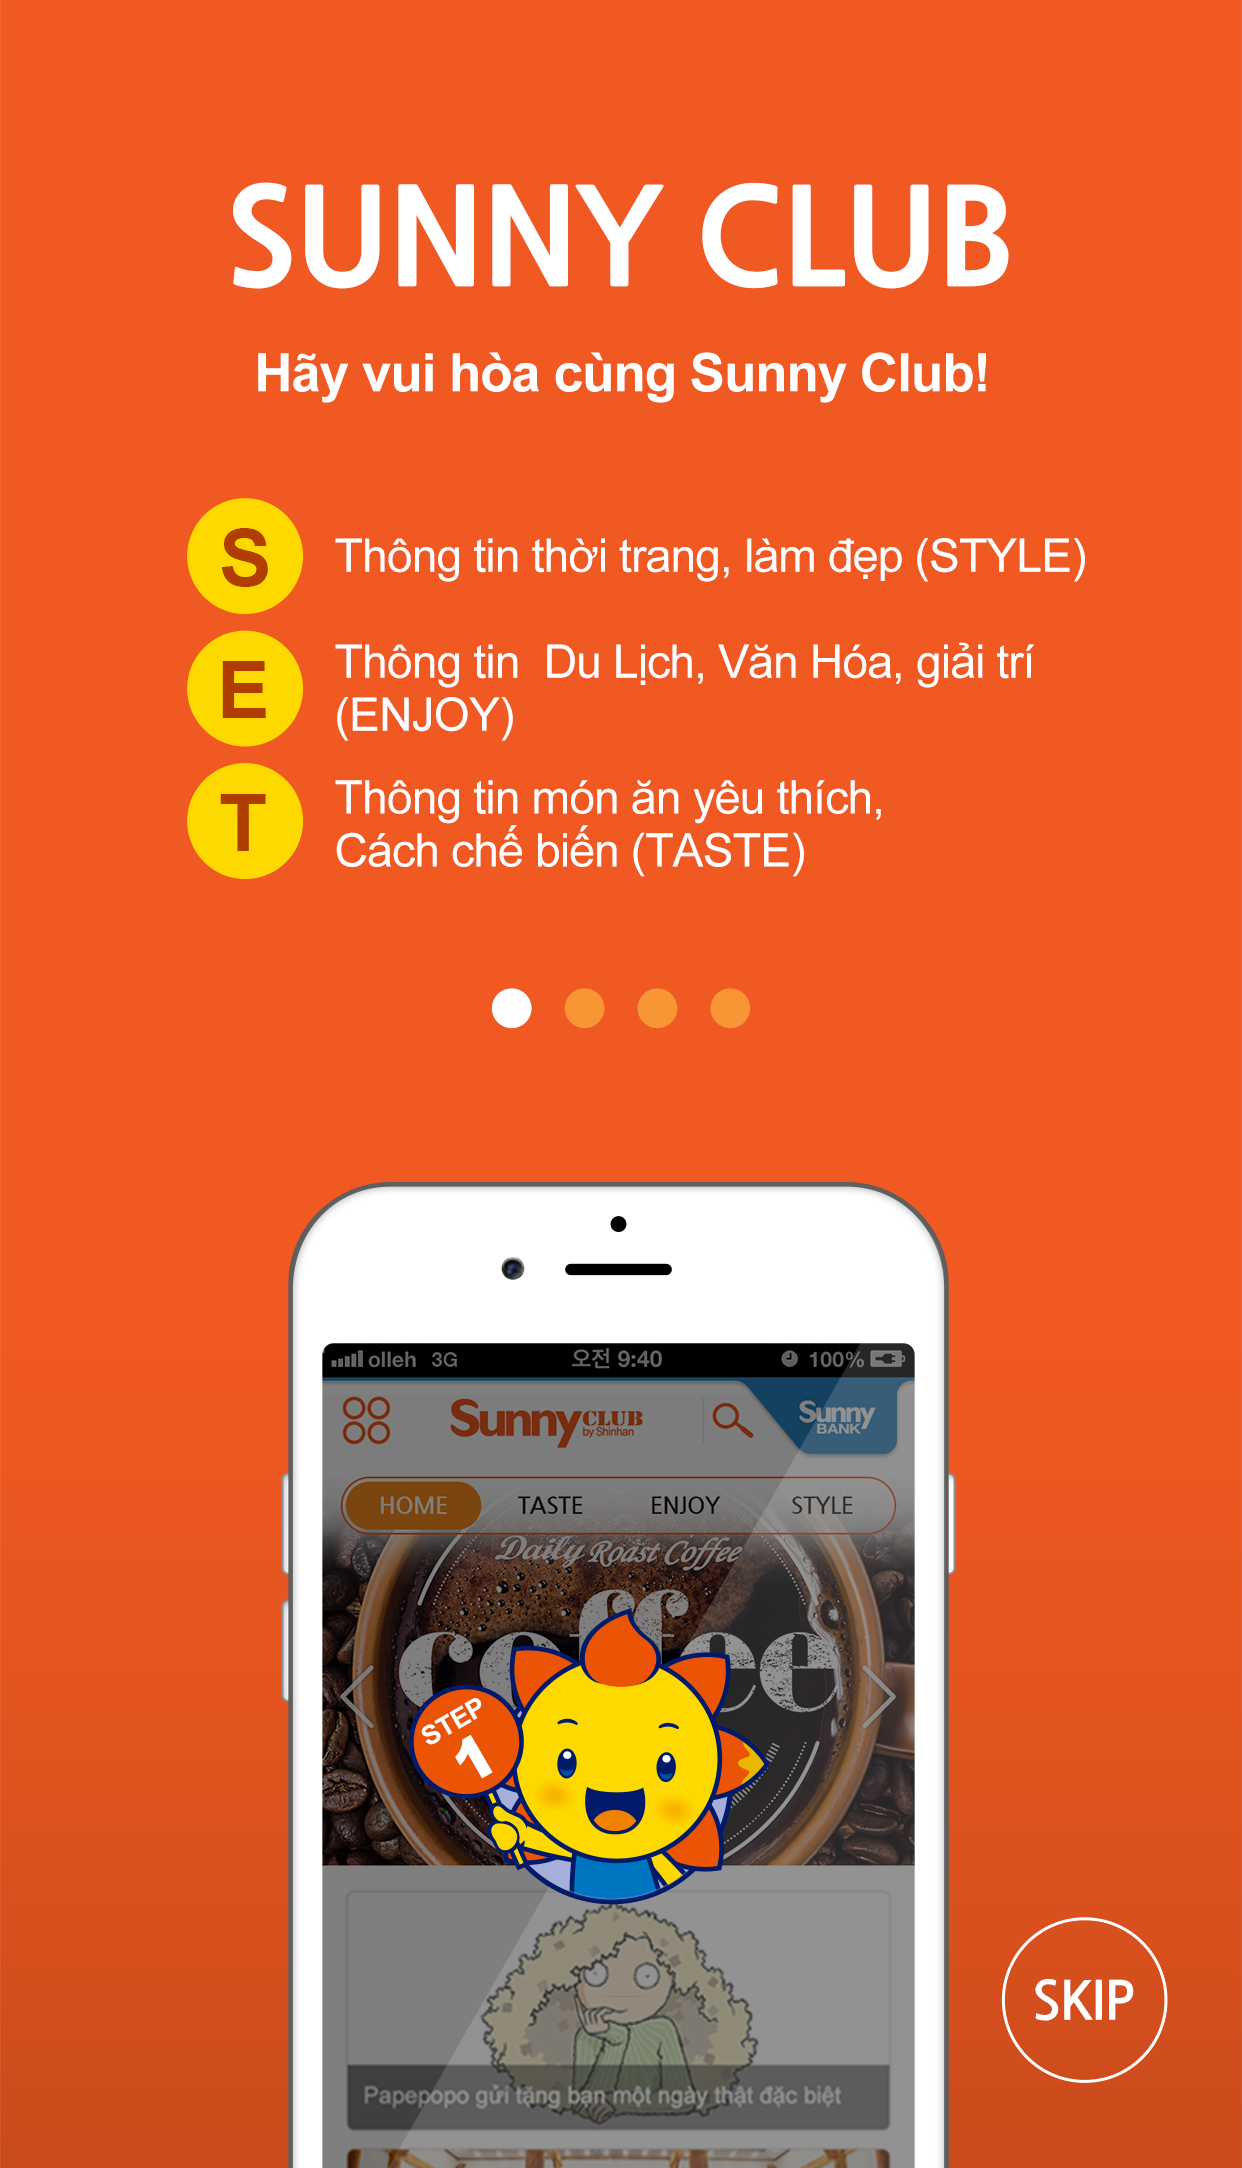 SUNNY CLUB
Hãy vui hòa cùng Sunny Club!
S
Thông tin thời trang, làm đẹp (STYLE)
E
Thông tin Du Lịch, Văn Hóa, giải trí
(ENJOY)
T
Thông tin món ăn yêu thích,
Cách chế biến (TASTE)
olleh 3G 오전 9:40 100%
Sunny CLUB
by Shinhan
Sunny
BANK
HOME TASTE ENJOY STYLE
Daily Roast Coffee
coffee
STEP
1
Papepopo gửi tặng bạn một ngày thật đặc biệt
SKIP